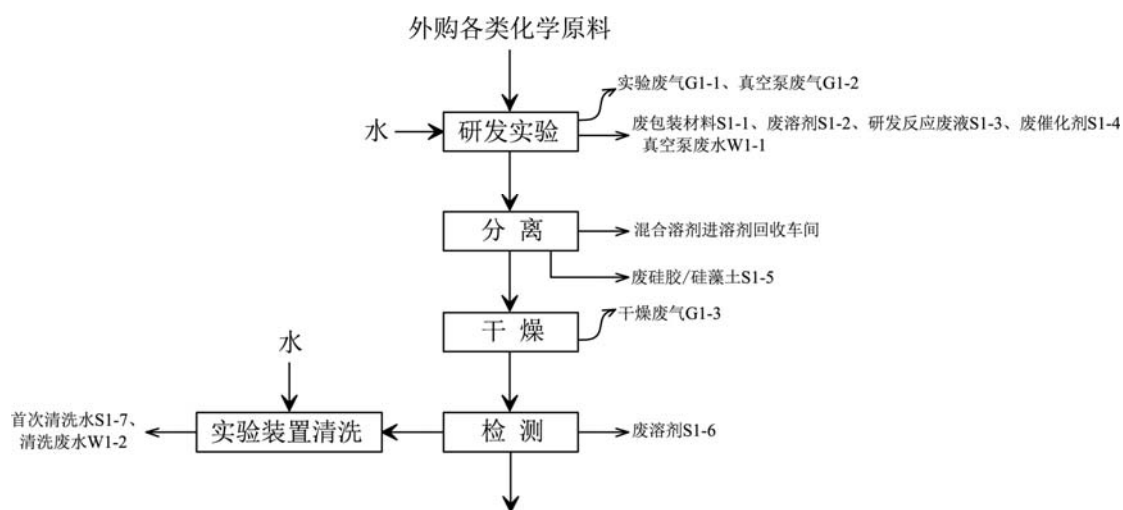 外购各类化学原料
实验废气G1-1、真空泵废气G1-2
水
研发实验
废包装材料S1-1、废溶剂S1-2、研发反应废液S1-3、废催化剂S1-4
真空泵废水W1-1
分 离
混合溶剂进溶剂回收车间
废硅胶/硅藻土S1-5
干 燥
干燥废气G1-3
水
首次清洗水S1-7、
清洗废水W1-2
实验装置清洗
检 测
废溶剂S1-6